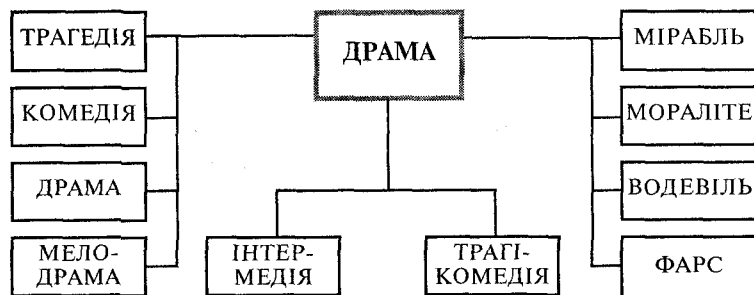 ДРАМА
ТРАГЕДІЯ
КОМЕДІЯ
ДРАМА
МЕЛО-
ДРАМА
ІНТЕР-
МЕДІЯ
ТРАГІ-
КОМЕДІЯ
МІРАБЛЬ
МОРАЛІТЕ
ВОДЕВІЛЬ
ФАРС